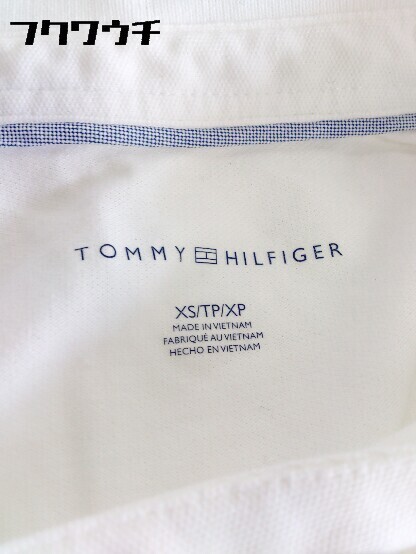 フクワウチ
TOMMY HILFIGER
XS/TP/XP
MADE IN VIETNAM
FABRIQUÉ AU VIETNAM
HECHO EN VIETNAM